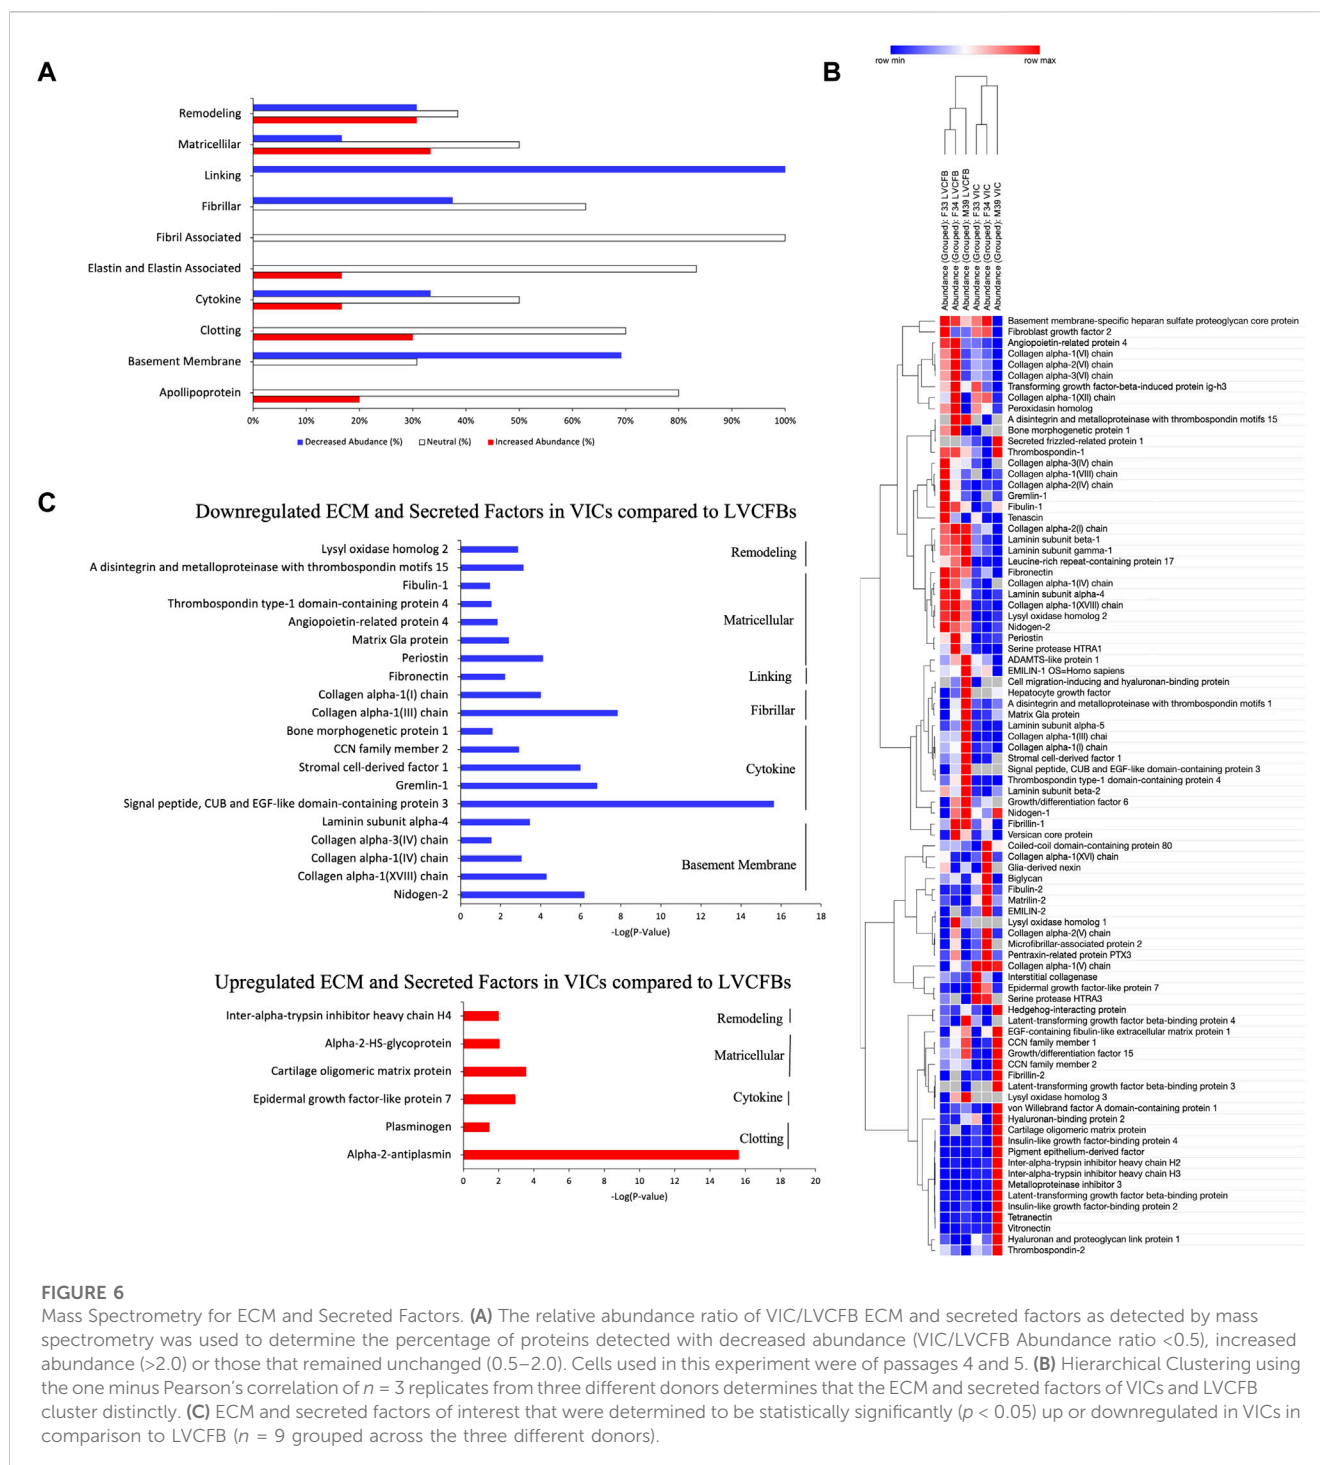 A
Remodeling
Matricellilar
Linking
Fibrillar
Fibril Associated
Elastin and Elastin Associated
Cytokine
Clotting
Basement Membrane
Apollipoprotein
0% 10% 20% 30% 40% 50% 60% 70% 80% 90% 100%
Decreased Abudance (%) Neutral (%) Increased Abundance (%)
B
row min row max
Abundance (Grouped): F33 LVCFB
Abundance (Grouped): F34 LVCFB
Abundance (Grouped): M39 LVCFB
Abundance (Grouped): F33 VIC
Abundance (Grouped): F34 VIC
Abundance (Grouped): M39 VIC
Basement membrane-specific heparan sulfate proteoglycan core protein
Fibroblast growth factor 2
Angiopoietin-related protein 4
Collagen alpha-1(VI) chain
Collagen alpha-2(VI) chain
Collagen alpha-3(VI) chain
Transforming growth factor-beta-induced protein ig-h3
Collagen alpha-1(XII) chain
Peroxidasin homolog
A disintegrin and metalloproteinase with thrombospondin motifs 15
Bone morphogenetic protein 1
Secreted frizzled-related protein 1
Thrombospondin-1
Collagen alpha-3(IV) chain
Collagen alpha-1(VIII) chain
Collagen alpha-2(IV) chain
Gremlin-1
Fibulin-1
Tenascin
Collagen alpha-2(I) chain
Laminin subunit beta-1
Laminin subunit gamma-1
Leucine-rich repeat-containing protein 17
Fibronectin
Collagen alpha-1(IV) chain
Laminin subunit alpha-4
Collagen alpha-1(XVIII) chain
Lysyl oxidase homolog 2
Nidogen-2
Periostin
Serine protease HTRA1
ADAMTS-like protein 1
EMILIN-1 OS=Homo sapiens
Cell migration-inducing and hyaluronan-binding protein
Hepatocyte growth factor
A disintegrin and metalloproteinase with thrombospondin motifs 1
Matrix Gla protein
Laminin subunit alpha-5
Collagen alpha-1(III) chai
Collagen alpha-1(I) chain
Stromal cell-derived factor 1
Signal peptide, CUB and EGF-like domain-containing protein 3
Thrombospondin type-1 domain-containing protein 4
Laminin subunit beta-2
Growth/differentiation factor 6
Nidogen-1
Fibrillin-1
Versican core protein
Coiled-coil domain-containing protein 80
Collagen alpha-1(XVI) chain
Glia-derived nexin
Biglycan
Fibulin-2
Matrilin-2
EMILIN-2
Lysyl oxidase homolog 1
Collagen alpha-2(V) chain
Microfibrillar-associated protein 2
Pentraxin-related protein PTX3
Collagen alpha-1(V) chain
Interstitial collagenase
Epidermal growth factor-like protein 7
Serine protease HTRA3
Hedgehog-interacting protein
Latent-transforming growth factor beta-binding protein 4
EGF-containing fibulin-like extracellular matrix protein 1
CCN family member 1
Growth/differentiation factor 15
CCN family member 2
Fibrillin-2
Latent-transforming growth factor beta-binding protein 3
Lysyl oxidase homolog 3
von Willebrand factor A domain-containing protein 1
Hyaluronan-binding protein 2
Cartilage oligomeric matrix protein
Insulin-like growth factor-binding protein 4
Pigment epithelium-derived factor
Inter-alpha-trypsin inhibitor heavy chain H2
Inter-alpha-trypsin inhibitor heavy chain H3
Metalloproteinase inhibitor 3
Latent-transforming growth factor beta-binding protein
Insulin-like growth factor-binding protein 2
Tetranectin
Vitronectin
Hyaluronan and proteoglycan link protein 1
Thrombospondin-2
C
Downregulated ECM and Secreted Factors in VICs compared to LVCFBs
Lysyl oxidase homolog 2
A disintegrin and metalloproteinase with thrombospondin motifs 15
Fibulin-1
Thrombospondin type-1 domain-containing protein 4
Angiopoietin-related protein 4
Matrix Gla protein
Periostin
Fibronectin
Collagen alpha-1(I) chain
Collagen alpha-1(III) chain
Bone morphogenetic protein 1
CCN family member 2
Stromal cell-derived factor 1
Gremlin-1
Signal peptide, CUB and EGF-like domain-containing protein 3
Laminin subunit alpha-4
Collagen alpha-3(IV) chain
Collagen alpha-1(IV) chain
Collagen alpha-1(XVIII) chain
Nidogen-2
Remodeling
Matricellular
Linking
Fibrillar
Cytokine
Basement Membrane
0 2 4 6 8 10 12 14 16 18
-Log(P-Value)
Upregulated ECM and Secreted Factors in VICs compared to LVCFBs
Inter-alpha-trypsin inhibitor heavy chain H4
Alpha-2-HS-glycoprotein
Cartilage oligomeric matrix protein
Epidermal growth factor-like protein 7
Plasminogen
Alpha-2-antiplasmin
Remodeling
Matricellular
Cytokine
Clotting
0 2 4 6 8 10 12 14 16 18 20
-Log(P-value)
FIGURE 6
Mass Spectrometry for ECM and Secreted Factors. (A) The relative abundance ratio of VIC/LVCFB ECM and secreted factors as detected by mass
spectrometry was used to determine the percentage of proteins detected with decreased abundance (VIC/LVCFB Abundance ratio <0.5), increased
abundance (>2.0) or those that remained unchanged (0.5–2.0). Cells used in this experiment were of passages 4 and 5. (B) Hierarchical Clustering using
the one minus Pearson's correlation of n = 3 replicates from three different donors determines that the ECM and secreted factors of VICs and LVCFB
cluster distinctly. (C) ECM and secreted factors of interest that were determined to be statistically significantly (p < 0.05) up or downregulated in VICs in
comparison to LVCFB (n = 9 grouped across the three different donors).